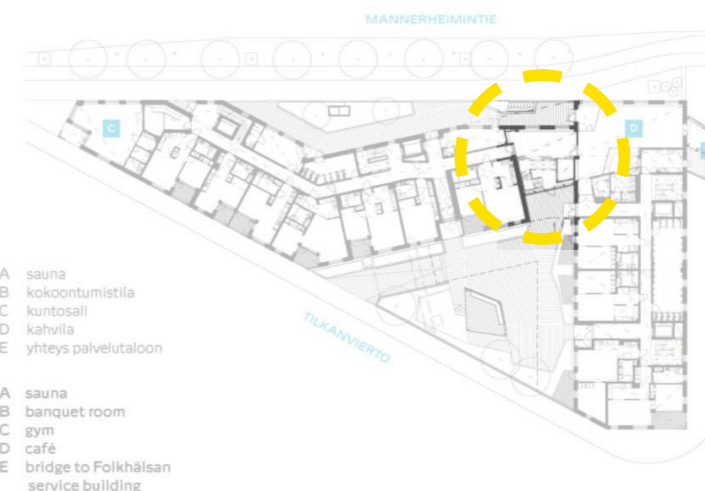 MANNERHEIMINTIE
C
D
TILKANVIERTO
A sauna
B kokoontumistila
C kuntosali
D kahvila
E yhteys palvelutaloon
A sauna
B banquet room
C gym
D café
E bridge to Folkhälsan
service building